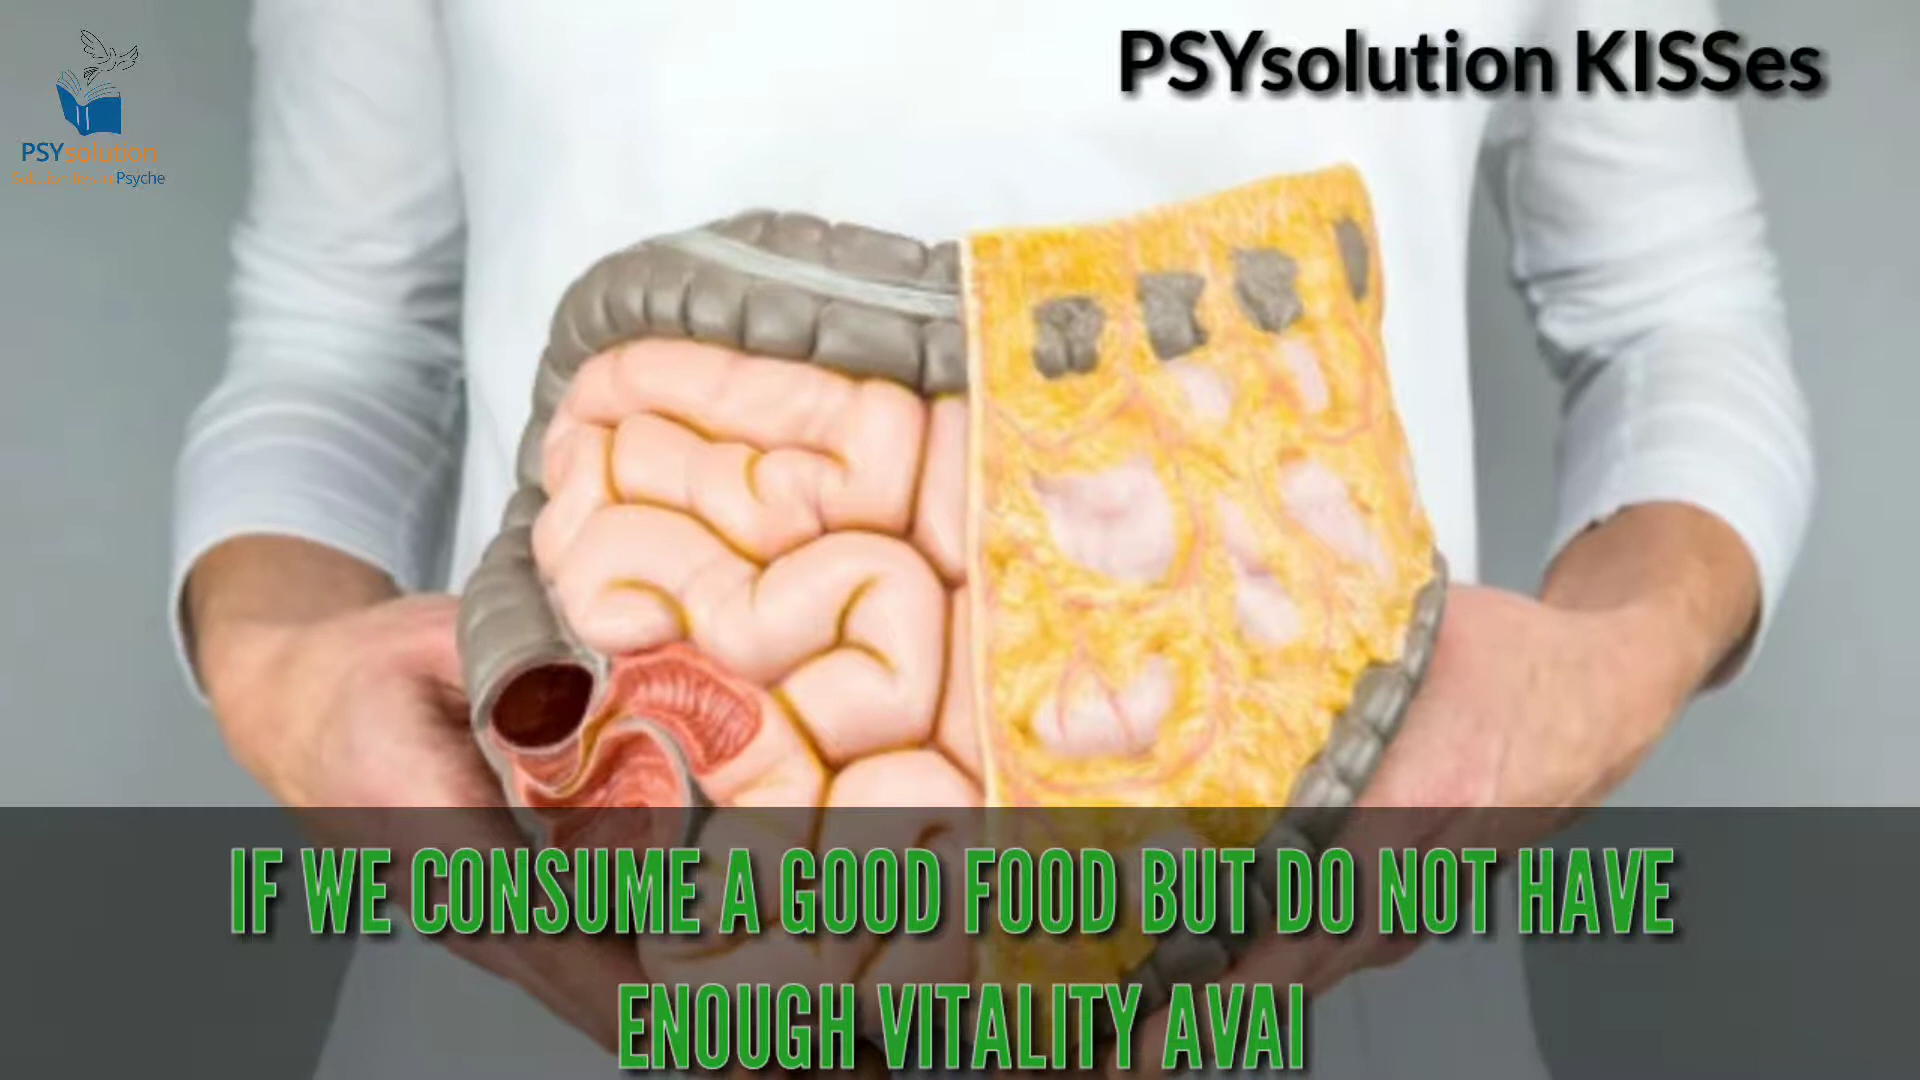 PSYsolution KISSes
PSYsolution
Psyche
IF WE CONSUME A GOOD FOOD BUT DO NOT HAVE
ENOUGH VITALITY AVAI